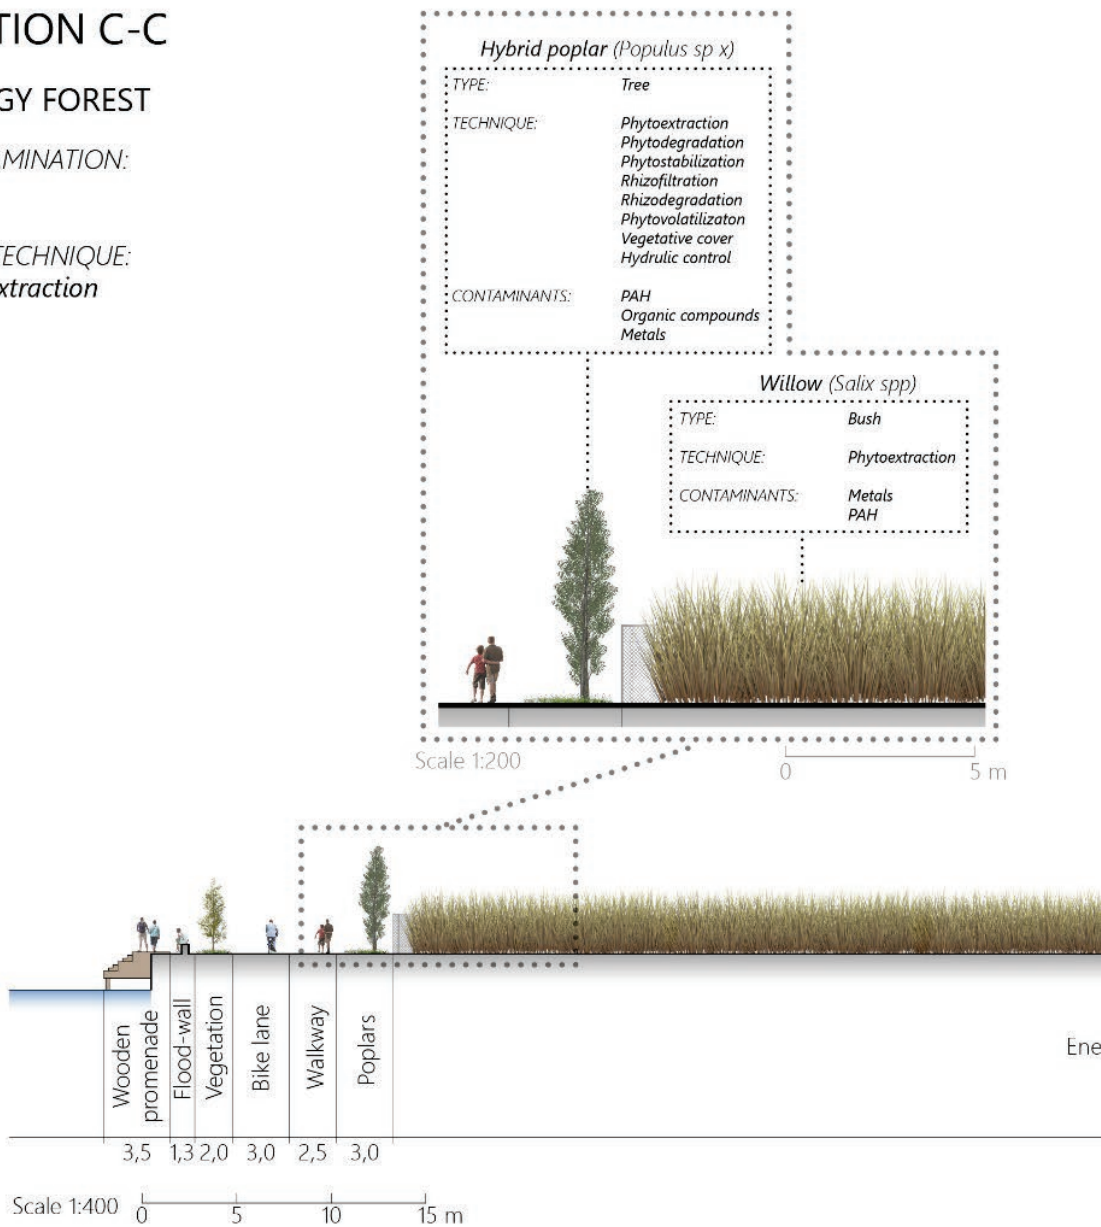 TION C-C
GY FOREST
AMINATION:
TECHNIQUE:
xtraction
Hybrid poplar (Populus sp x)
TYPE: Tree
TECHNIQUE: Phytoextraction
Phytodegradation
Phytostabilization
Rhizofiltration
Rhizodegradation
Phytovolatilizaton
Vegetative cover
Hydrulic control
CONTAMINANTS: PAH
Organic compounds
Metals
Willow (Salix spp)
TYPE: Bush
TECHNIQUE: Phytoextraction
CONTAMINANTS: Metals
PAH
Scale 1:200
0 5 m
Wooden
promenade
Flood-wall
Vegetation
Bike lane
Walkway
Poplars
Ene
3,5 1,3 2,0 3,0 2,5 3,0
Scale 1:400
0 5 10 15 m